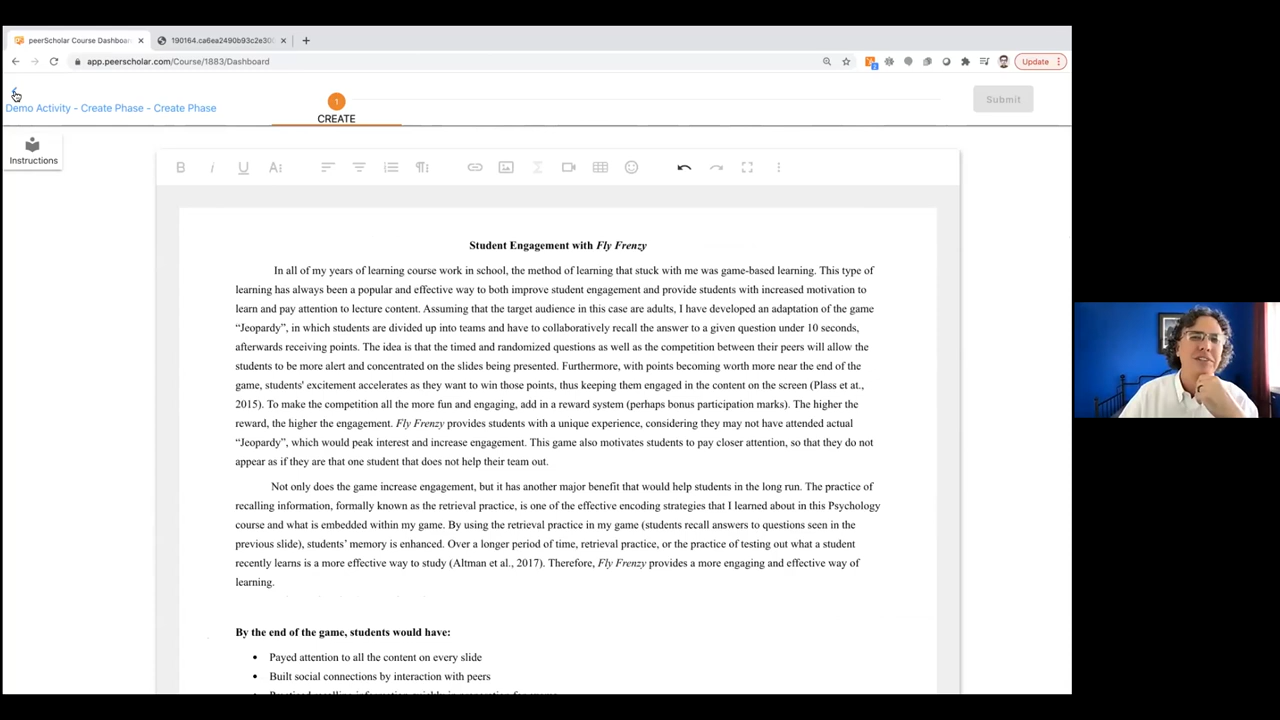 peerScholar Course Dashboar
190164.ca6ea2490b93c2e30
app.peerscholar.com/Course/1883/Dashboard
Update
Demo Activity - Create Phase - Create Phase
1
CREATE
Submit
Instructions
Student Engagement with Fly Frenzy
In all of my years of learning course work in school, the method of learning that stuck with me was game-based learning. This type of
learning has always been a popular and effective way to both improve student engagement and provide students with increased motivation to
learn and pay attention to lecture content. Assuming that the target audience in this case are adults, I have developed an adaptation of the game
“Jeopardy”, in which students are divided up into teams and have to collaboratively recall the answer to a given question under 10 seconds,
afterwards receiving points. The idea is that the timed and randomized questions as well as the competition between their peers will allow the
students to be more alert and concentrated on the slides being presented. Furthermore, with points becoming worth more near the end of the
game, students' excitement accelerates as they want to win those points, thus keeping them engaged in the content on the screen (Plass et at.,
2015). To make the competition all the more fun and engaging, add in a reward system (perhaps bonus participation marks). The higher the
reward, the higher the engagement. Fly Frenzy provides students with a unique experience, considering they may not have attended actual
“Jeopardy”, which would peak interest and increase engagement. This game also motivates students to pay closer attention, so that they do not
appear as if they are that one student that does not help their team out.
Not only does the game increase engagement, but it has another major benefit that would help students in the long run. The practice of
recalling information, formally known as the retrieval practice, is one of the effective encoding strategies that I learned about in this Psychology
course and what is embedded within my game. By using the retrieval practice in my game (students recall answers to questions seen in the
previous slide), students’ memory is enhanced. Over a longer period of time, retrieval practice, or the practice of testing out what a student
recently learns is a more effective way to study (Altman et al., 2017). Therefore, Fly Frenzy provides a more engaging and effective way of
learning.
By the end of the game, students would have:
• Payed attention to all the content on every slide
• Built social connections by interaction with peers